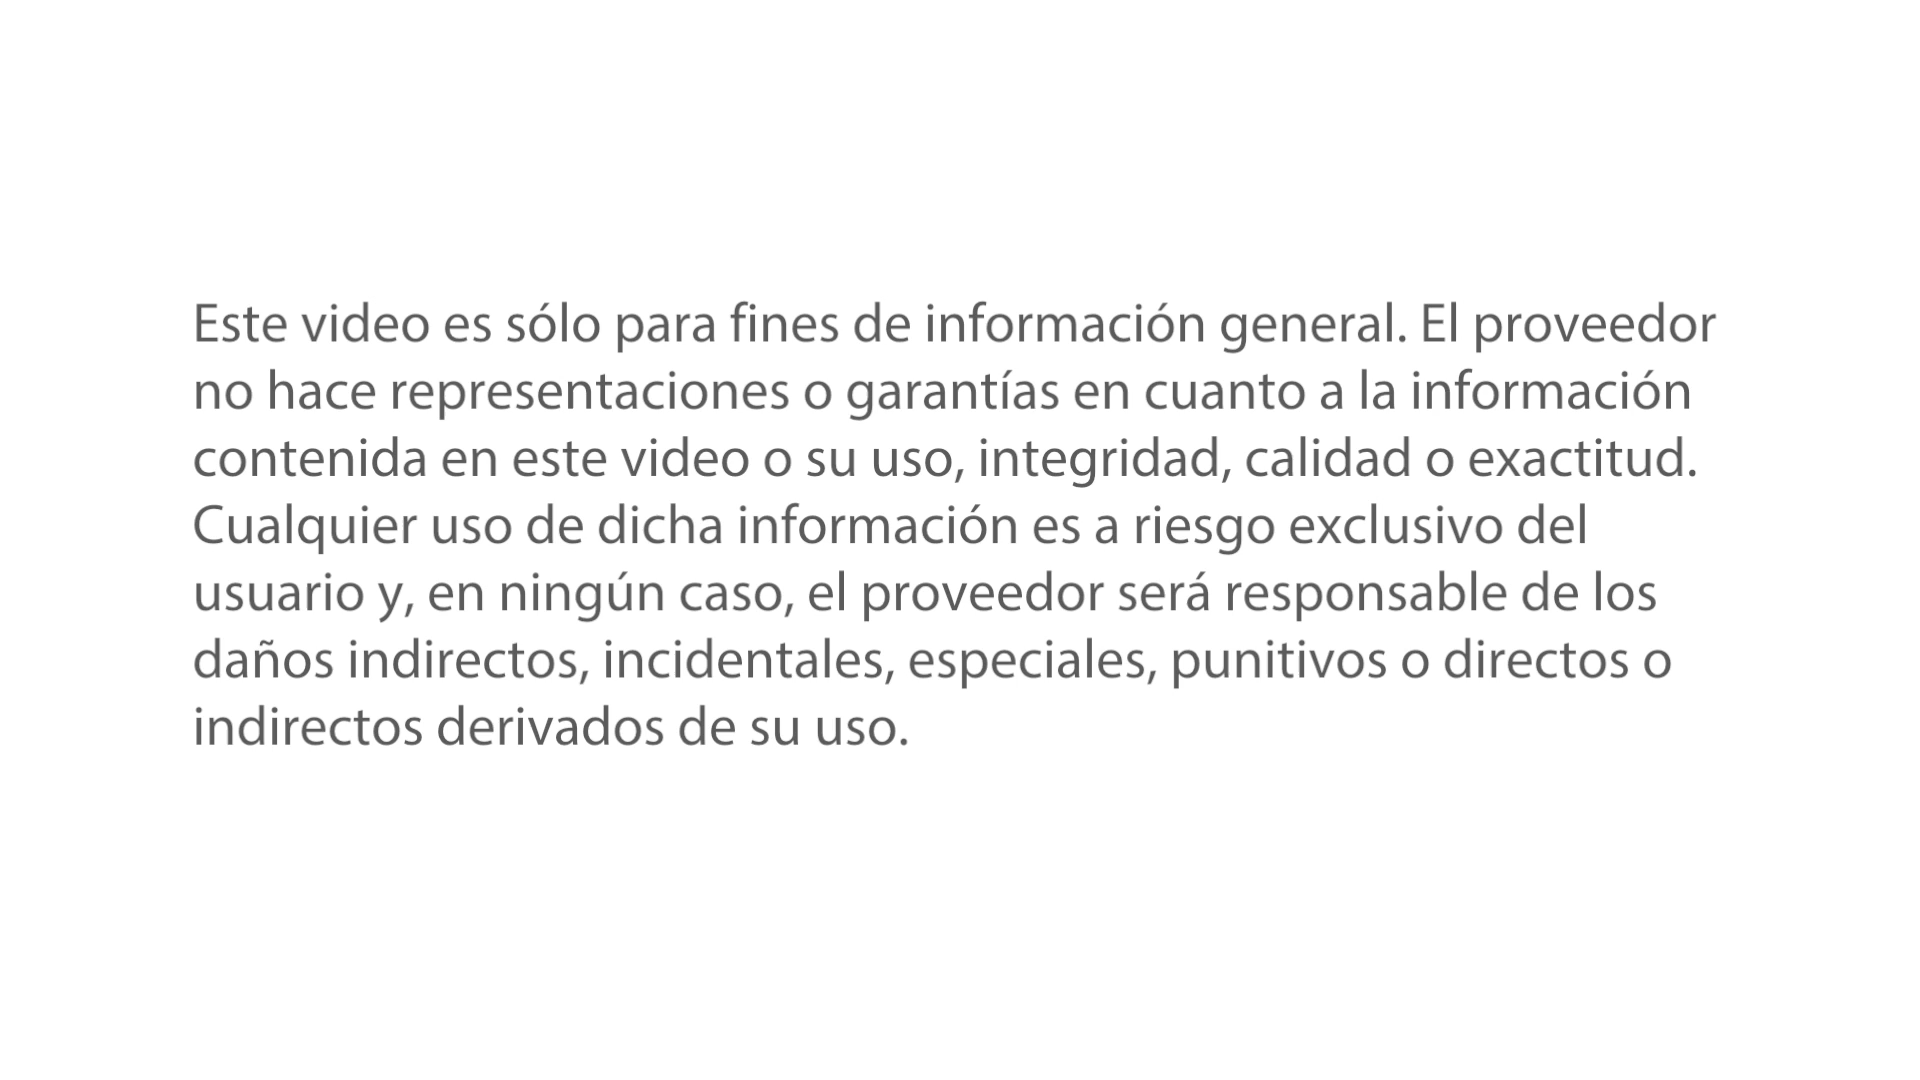 Este video es sólo para fines de información general. El proveedor
no hace representaciones o garantías en cuanto a la información
contenida en este video o su uso, integridad, calidad o exactitud.
Cualquier uso de dicha información es a riesgo exclusivo del
usuario y, en ningún caso, el proveedor será responsable de los
daños indirectos, incidentales, especiales, punitivos o directos o
indirectos derivados de su uso.